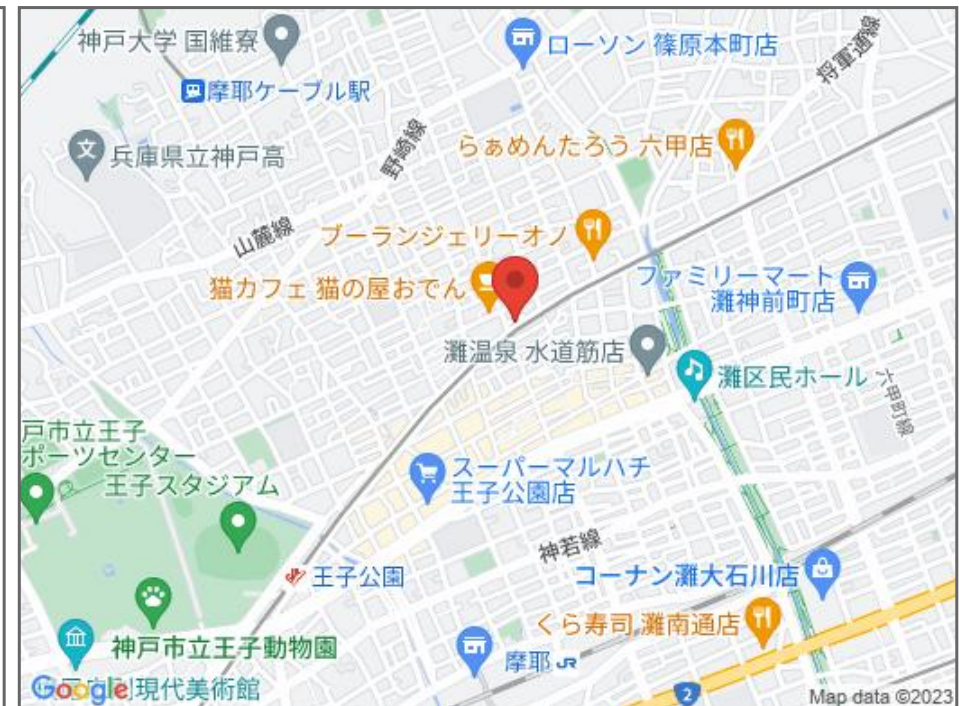 神戸大学 国維寮
ローソン 篠原本町店
将軍通線
摩耶ケーブル駅
野崎線
らぁめんたろう 六甲店
兵庫県立神戸高
山麓線
ブーランジェリーオノ
猫カフェ 猫の屋おでん
ファミリーマート
灘神前町店
灘温泉 水道筋店
灘区民ホール
六甲町線
戸市立王子
ポーツセンター
王子スタジアム
スーパーマルハチ
王子公園店
神若線
王子公園
コーナン灘大石川店
くら寿司 灘南通店
神戸市立王子動物園
摩耶 JR
Google
現代美術館
2
Map data ©2023